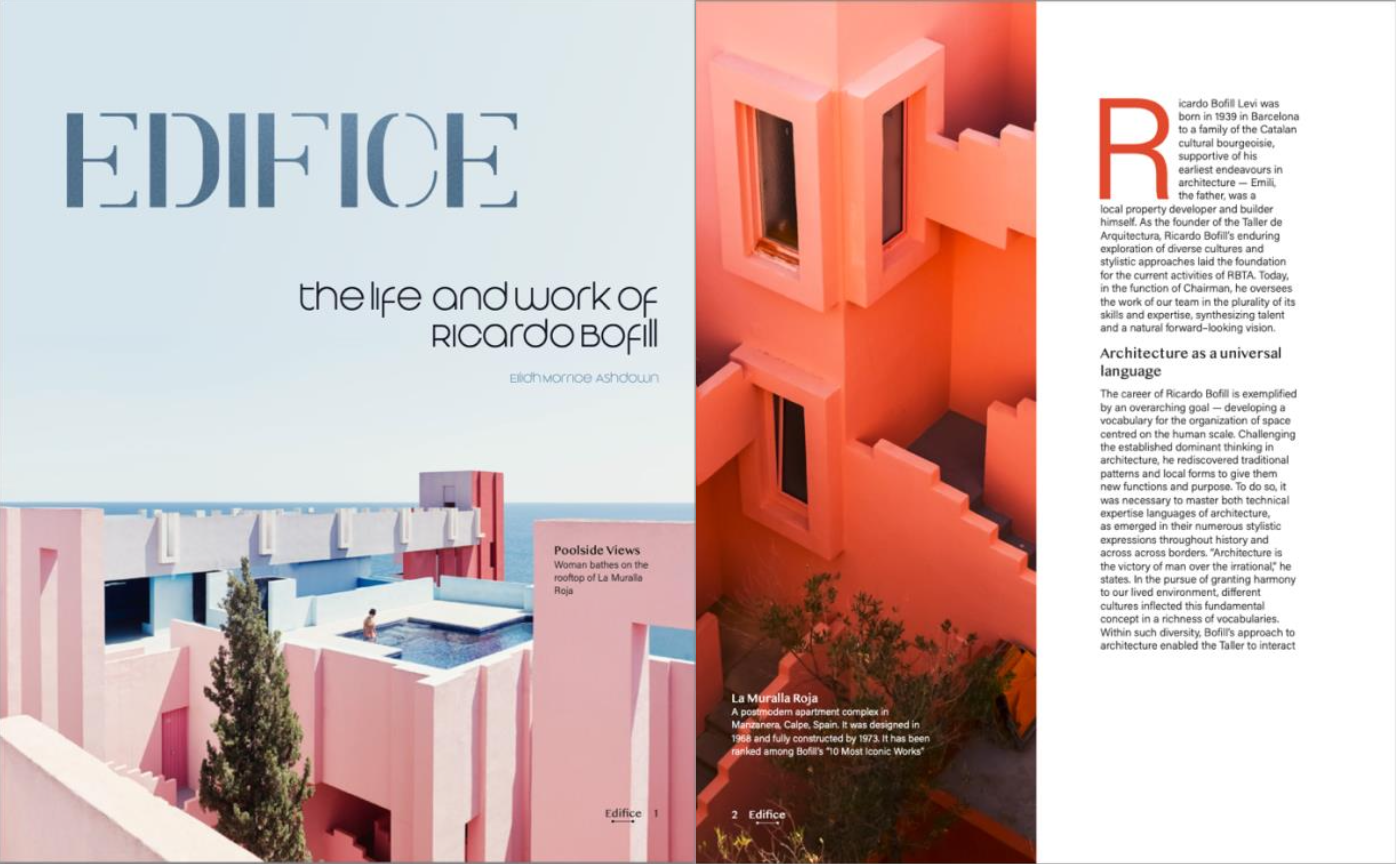 EDIFICE
the life and work of
Ricardo Bofill
Eilidh Morrice Ashdown
Poolside Views
Woman bathes on the
rooftop of La Muralla
Roja
Edifice 1
La Muralla Roja
A postmodern apartment complex in
Manzanera, Calpe, Spain. It was designed in
1968 and fully constructed by 1973. It has been
ranked among Bofill's "10 Most Iconic Works"
2 Edifice
Ricardo Bofill Levi was
born in 1939 in Barcelona
to a family of the Catalan
cultural bourgeoisie,
supportive of his
earliest endeavours in
architecture — Emili,
the father, was a
local property developer and builder
himself. As the founder of the Taller de
Arquitectura, Ricardo Bofill's enduring
exploration of diverse cultures and
stylistic approaches laid the foundation
for the current activities of RBTA. Today,
in the function of Chairman, he oversees
the work of our team in the plurality of its
skills and expertise, synthesizing talent
and a natural forward-looking vision.
Architecture as a universal
language
The career of Ricardo Bofill is exemplified
by an overarching goal — developing a
vocabulary for the organization of space
centred on the human scale. Challenging
the established dominant thinking in
architecture, he rediscovered traditional
patterns and local forms to give them
new functions and purpose. To do so, it
was necessary to master both technical
expertise languages of architecture,
as emerged in their numerous stylistic
expressions throughout history and
across across borders. "Architecture is
the victory of man over the irrational," he
states. In the pursue of granting harmony
to our lived environment, different
cultures inflected this fundamental
concept in a richness of vocabularies.
Within such diversity, Bofill's approach to
architecture enabled the Taller to interact